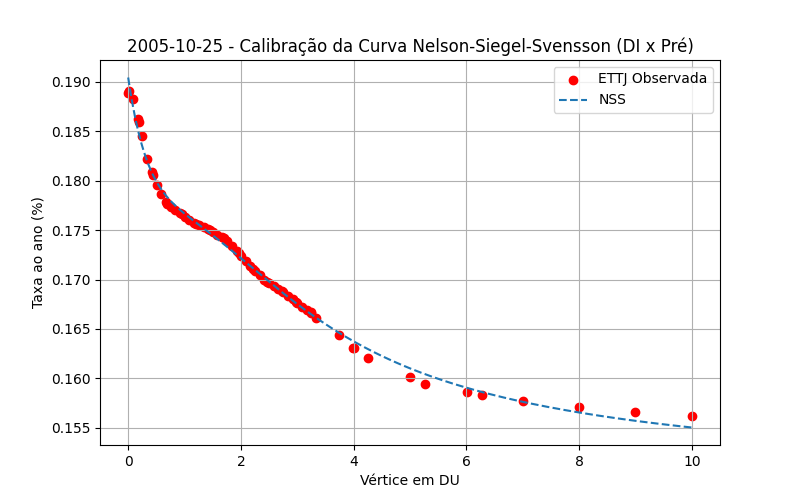 2005-10-25 - Calibração da Curva Nelson-Siegel-Svensson (DI x Pré)
ETTJ Observada
NSS
Taxa ao ano (%)
0.190
0.185
0.180
0.175
0.170
0.165
0.160
0.155
0
2
4
6
8
10
Vértice em DU